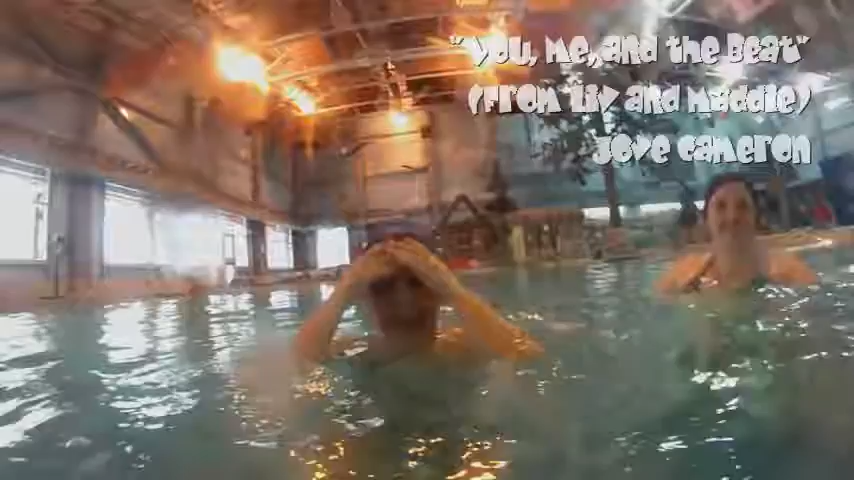 "You, Me, and the Beat"
(From Liv and Maddie)
Dove Cameron